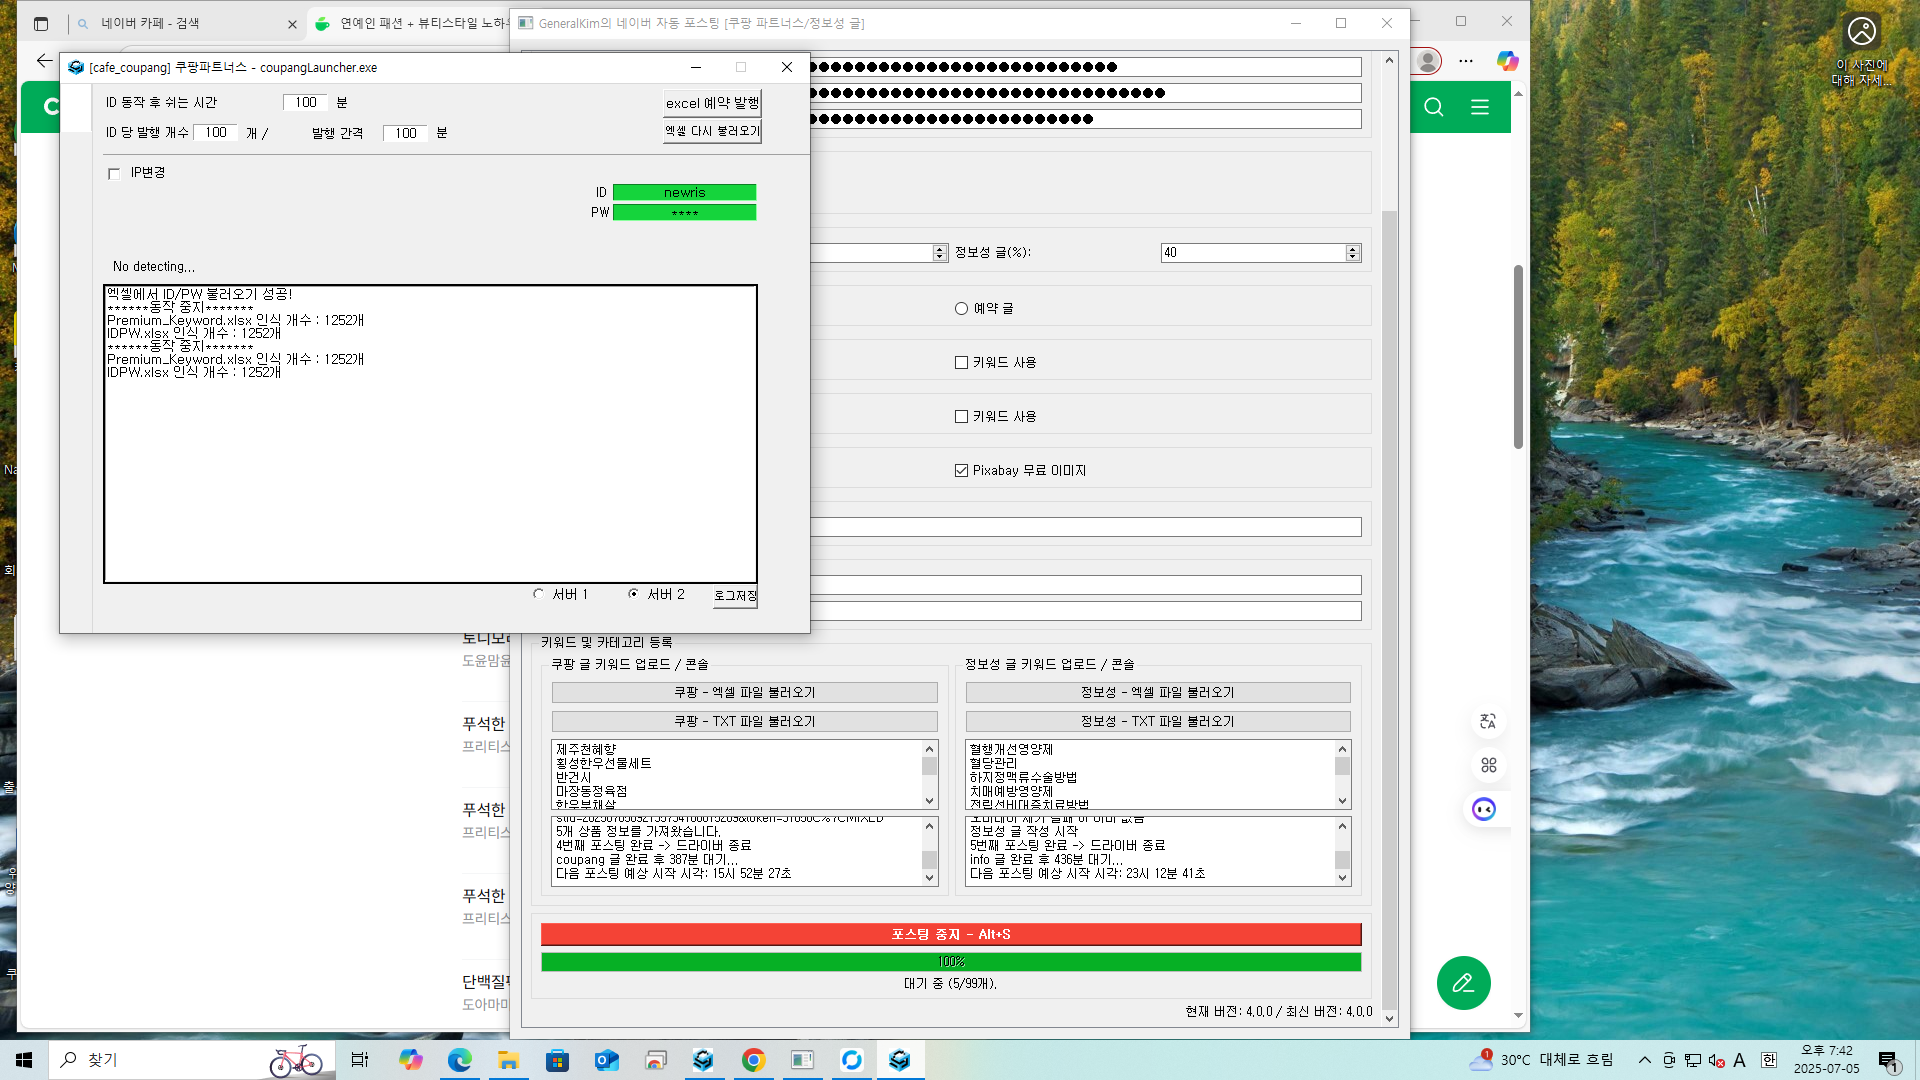 네이버 카페 - 검색
연예인 패션 + 뷰티스타일 노하우
GeneralKim의 네이버 자동 포스팅 [쿠팡 파트너스/정보성 글]
[cafe_coupang] 쿠팡파트너스 - coupangLauncher.exe
ID 동작 후 쉬는 시간 100 분
excel 예약 발행
ID 당 발행 개수 100 개 / 발행 간격 100 분
엑셀 다시 불러오기
IP변경
ID newris
PW ****
No detecting...
엑셀에서 ID/PW 불러오기 성공!
******동작 중지*******
Premium_Keyword.xlsx 인식 개수 : 1252개
IDPW.xlsx 인식 개수 : 1252개
******동작 중지*******
Premium_Keyword.xlsx 인식 개수 : 1252개
IDPW.xlsx 인식 개수 : 1252개
서버 1
서버 2
로그저장
정보성 글(%):
40
예약 글
키워드 사용
키워드 사용
Pixabay 무료 이미지
키워드 및 카테고리 등록
쿠팡 글 키워드 업로드 / 콘솔
쿠팡 - 엑셀 파일 불러오기
쿠팡 - TXT 파일 불러오기
제주천혜향
횡성한우선물세트
반건시
마장동정육점
한우부채살
5개 상품 정보를 가져왔습니다.
4번째 포스팅 완료 -> 드라이버 종료
coupang 글 완료 후 387분 대기...
다음 포스팅 예상 시작 시각: 15시 52분 27초
정보성 글 키워드 업로드 / 콘솔
정보성 - 엑셀 파일 불러오기
정보성 - TXT 파일 불러오기
혈행개선영양제
혈당관리
하지정맥류수술방법
치매예방영양제
전립선비대증치료방법
정보성 글 작성 시작
5번째 포스팅 완료 -> 드라이버 종료
info 글 완료 후 436분 대기...
다음 포스팅 예상 시작 시각: 23시 12분 41초
포스팅 중지 - Alt+S
100%
대기 중 (5/99개).
현재 버전: 4.0.0 / 최신 버전: 4.0.0
토니모리
도윤맘윤
푸석한
프리티스
푸석한
프리티스
푸석한
프리티스
단백질
도아마미
이 사진에
대해 자세...
찾기
1
30°C 대체로 흐림
A
한
오후 7:42
2025-07-05
1